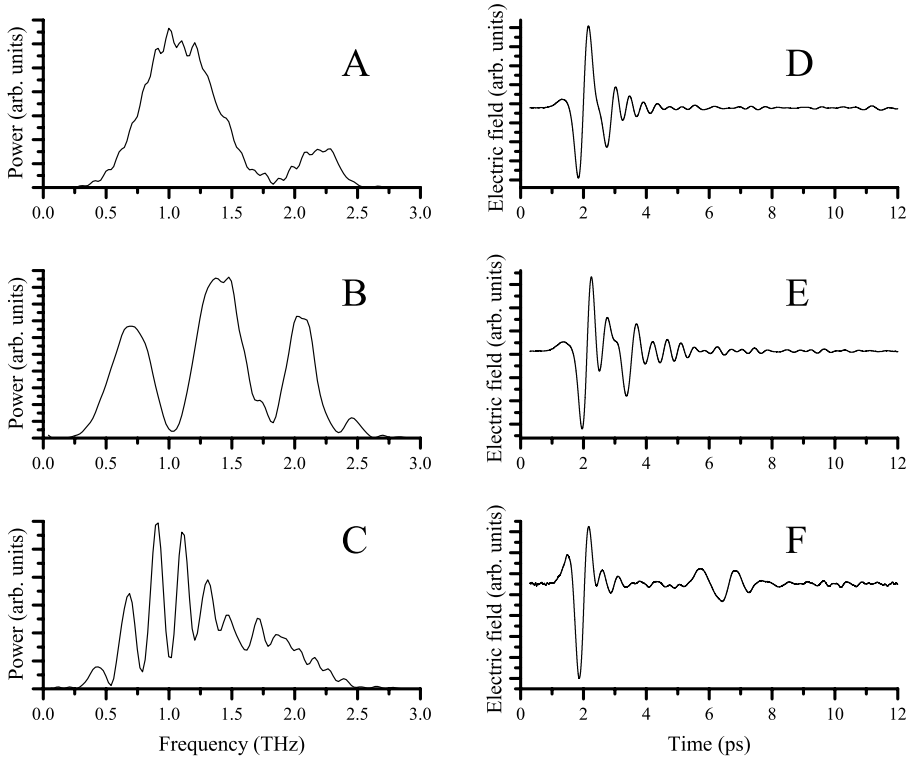 Power (arb. units)
A
0.0 0.5 1.0 1.5 2.0 2.5 3.0
Electric field (arb. units)
D
0 2 4 6 8 10 12
Power (arb. units)
B
0.0 0.5 1.0 1.5 2.0 2.5 3.0
Electric field (arb. units)
E
0 2 4 6 8 10 12
Power (arb. units)
C
0.0 0.5 1.0 1.5 2.0 2.5 3.0
Frequency (THz)
Electric field (arb. units)
F
0 2 4 6 8 10 12
Time (ps)